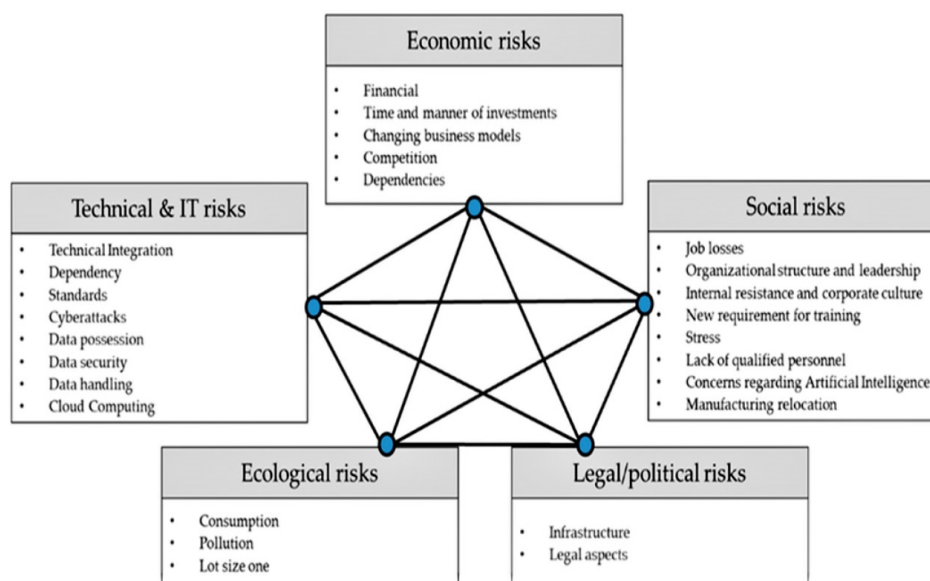 Economic risks
Financial
Time and manner of investments
Changing business models
Competition
Dependencies
Technical & IT risks
Technical Integration
Dependency
Standards
Cyberattacks
Data possession
Data security
Data handling
Cloud Computing
Social risks
Job losses
Organizational structure and leadership
Internal resistance and corporate culture
New requirement for training
Stress
Lack of qualified personnel
Concerns regarding Artificial Intelligence
Manufacturing relocation
Ecological risks
Consumption
Pollution
Lot size one
Legal/political risks
Infrastructure
Legal aspects